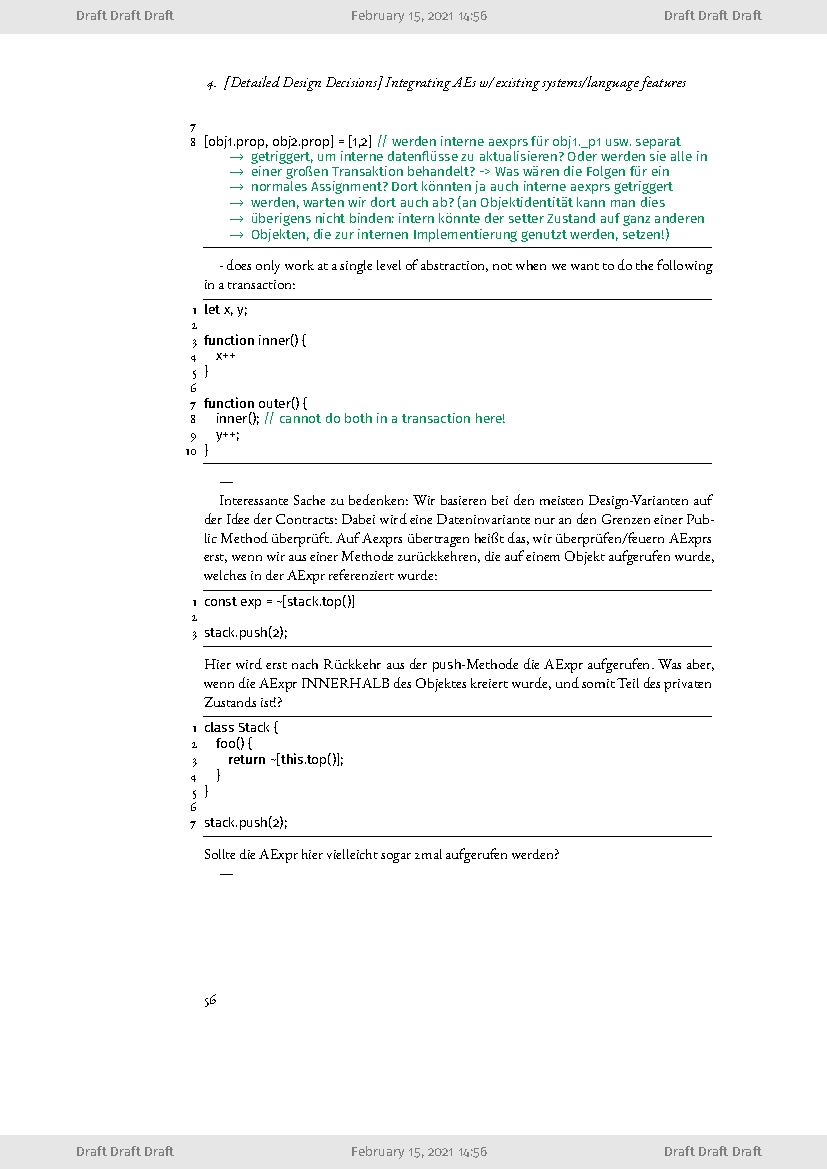 Draft Draft Draft February 15, 2021 14:56 Draft Draft Draft
4. [Detailed Design Decisions] Integrating AEs w/ existing systems/language features
7
8 [obj1.prop, obj2.prop] = [1,2] // werden interne aexprs für obj1._p1 usw. separat
→ getriggert, um interne datenflüsse zu aktualisieren? Oder werden sie alle in
→ einer großen Transaktion behandelt? -> Was wären die Folgen für ein
→ normales Assignment? Dort könnten ja auch interne aexprs getriggert
→ werden, warten wir dort auch ab? (an Objektidentität kann man dies
→ überigens nicht binden: intern könnte der setter Zustand auf ganz anderen
→ Objekten, die zur internen Implementierung genutzt werden, setzen!)
- does only work at a single level of abstraction, not when we want to do the following
in a transaction:
1 let x, y;
2
3 function inner() {
4 x++
5 }
6
7 function outer() {
8 inner(); // cannot do both in a transaction here!
9 y++;
10 }
—
Interessante Sache zu bedenken: Wir basieren bei den meisten Design-Varianten auf
der Idee der Contracts: Dabei wird eine Dateninvariante nur an den Grenzen einer Pub-
lic Method überprüft. Auf Aexprs übertragen heißt das, wir überprüfen/feuern AExprs
erst, wenn wir aus einer Methode zurückkehren, die auf einem Objekt aufgerufen wurde,
welches in der AExpr referenziert wurde:
1 const exp = ~[stack.top()]
2
3 stack.push(2);
Hier wird erst nach Rückkehr aus der push-Methode die AExpr aufgerufen. Was aber,
wenn die AExpr INNERHALB des Objektes kreiert wurde, und somit Teil des privaten
Zustands ist!?
1 class Stack {
2 foo() {
3 return ~[this.top()];
4 }
5 }
6
7 stack.push(2);
Sollte die AExpr hier vielleicht sogar 2mal aufgerufen werden?
—
56
Draft Draft Draft February 15, 2021 14:56 Draft Draft Draft